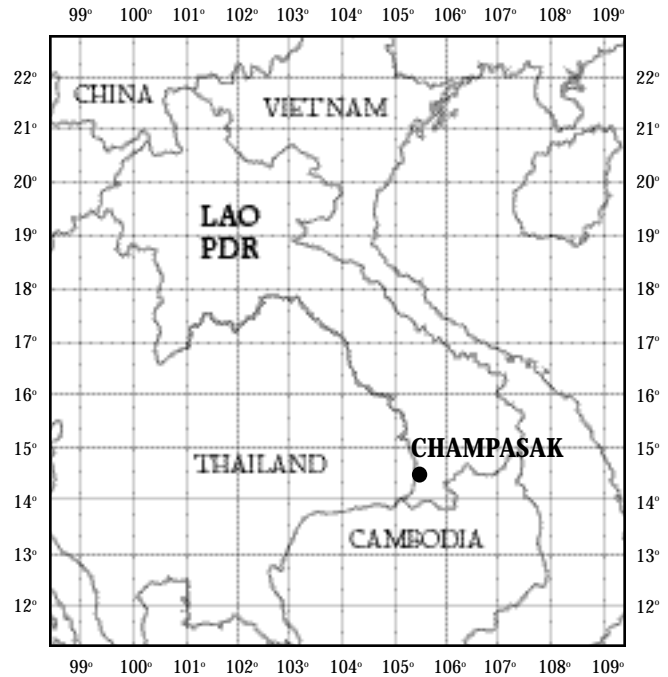 99° 100° 101° 102° 103° 104° 105° 106° 107° 108° 109°
22° 22°
CHINA VIETNAM
21° 21°
20° 20°
LAO
19° 19°
PDR
18° 18°
17° 17°
16° 16°
15° CHAMPASAK 15°
THAILAND
14° 14°
CAMBODIA
13° 13°
12° 12°
99° 100° 101° 102° 103° 104° 105° 106° 107° 108° 109°